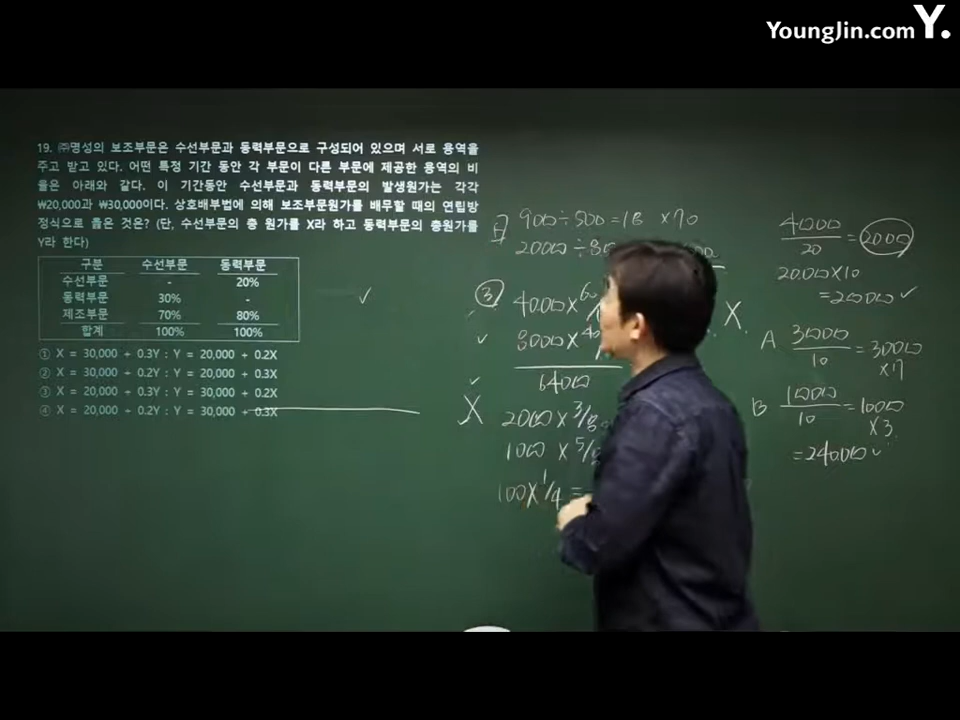 YoungJin.com Y.
19. ㈜명성의 보조부문은 수선부문과 동력부문으로 구성되어 있으며 서로 용역을
주고 받고 있다. 어떤 특정 기간 동안 각 부문이 다른 부문에 제공한 용역의 비
율은 아래와 같다. 이 기간동안 수선부문과 동력부문의 발생원가는 각각
₩20,000과 ₩30,000이다. 상호배부법에 의해 보조부문원가를 배부할 때의 연립방
정식으로 옳은 것은? (단, 수선부문의 총 원가를 X라 하고 동력부문의 총원가를
Y라 한다)
구분 수선부문 동력부문
수선부문 - 20%
동력부문 30% -
제조부문 70% 80%
합계 100% 100%
① X = 30,000 + 0.3Y : Y = 20,000 + 0.2X
② X = 30,000 + 0.2Y : Y = 20,000 + 0.3X
③ X = 20,000 + 0.3Y : Y = 30,000 + 0.2X
④ X = 20,000 + 0.2Y : Y = 30,000 + 0.3X
900÷500=18 ×70
③ 4000×
8000×
6400
X
2000×3/8
1000 ×5/8
100×1/4 =
X
4000
20 =2000
2000×10
=20000
A 30000
10 =3000
×7
B 10000
10 =1000
×3
=24000